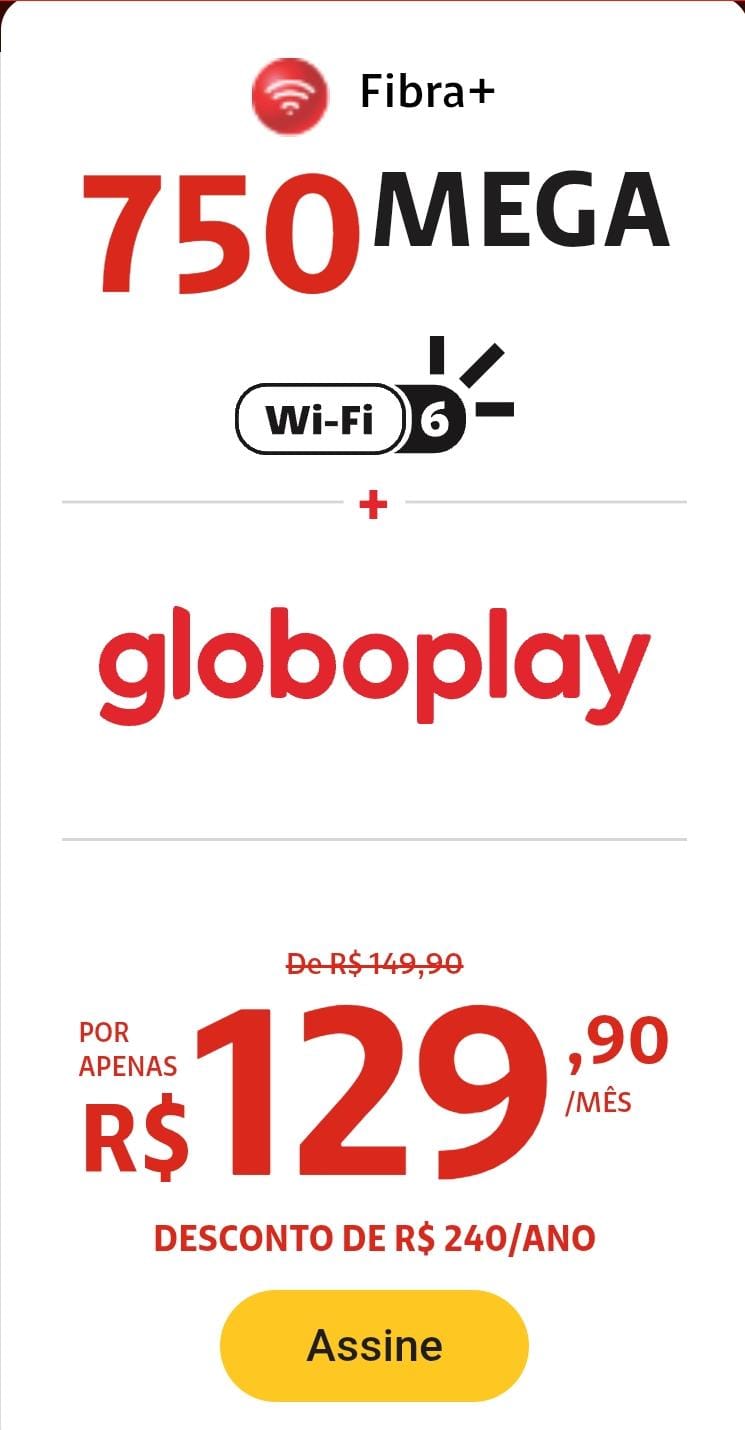 Fibra+
750 MEGA
Wi-Fi 6
+
globoplay
De R$ 149,90
POR
APENAS
R$ 129,90
/MÊS
DESCONTO DE R$ 240/ANO
Assine